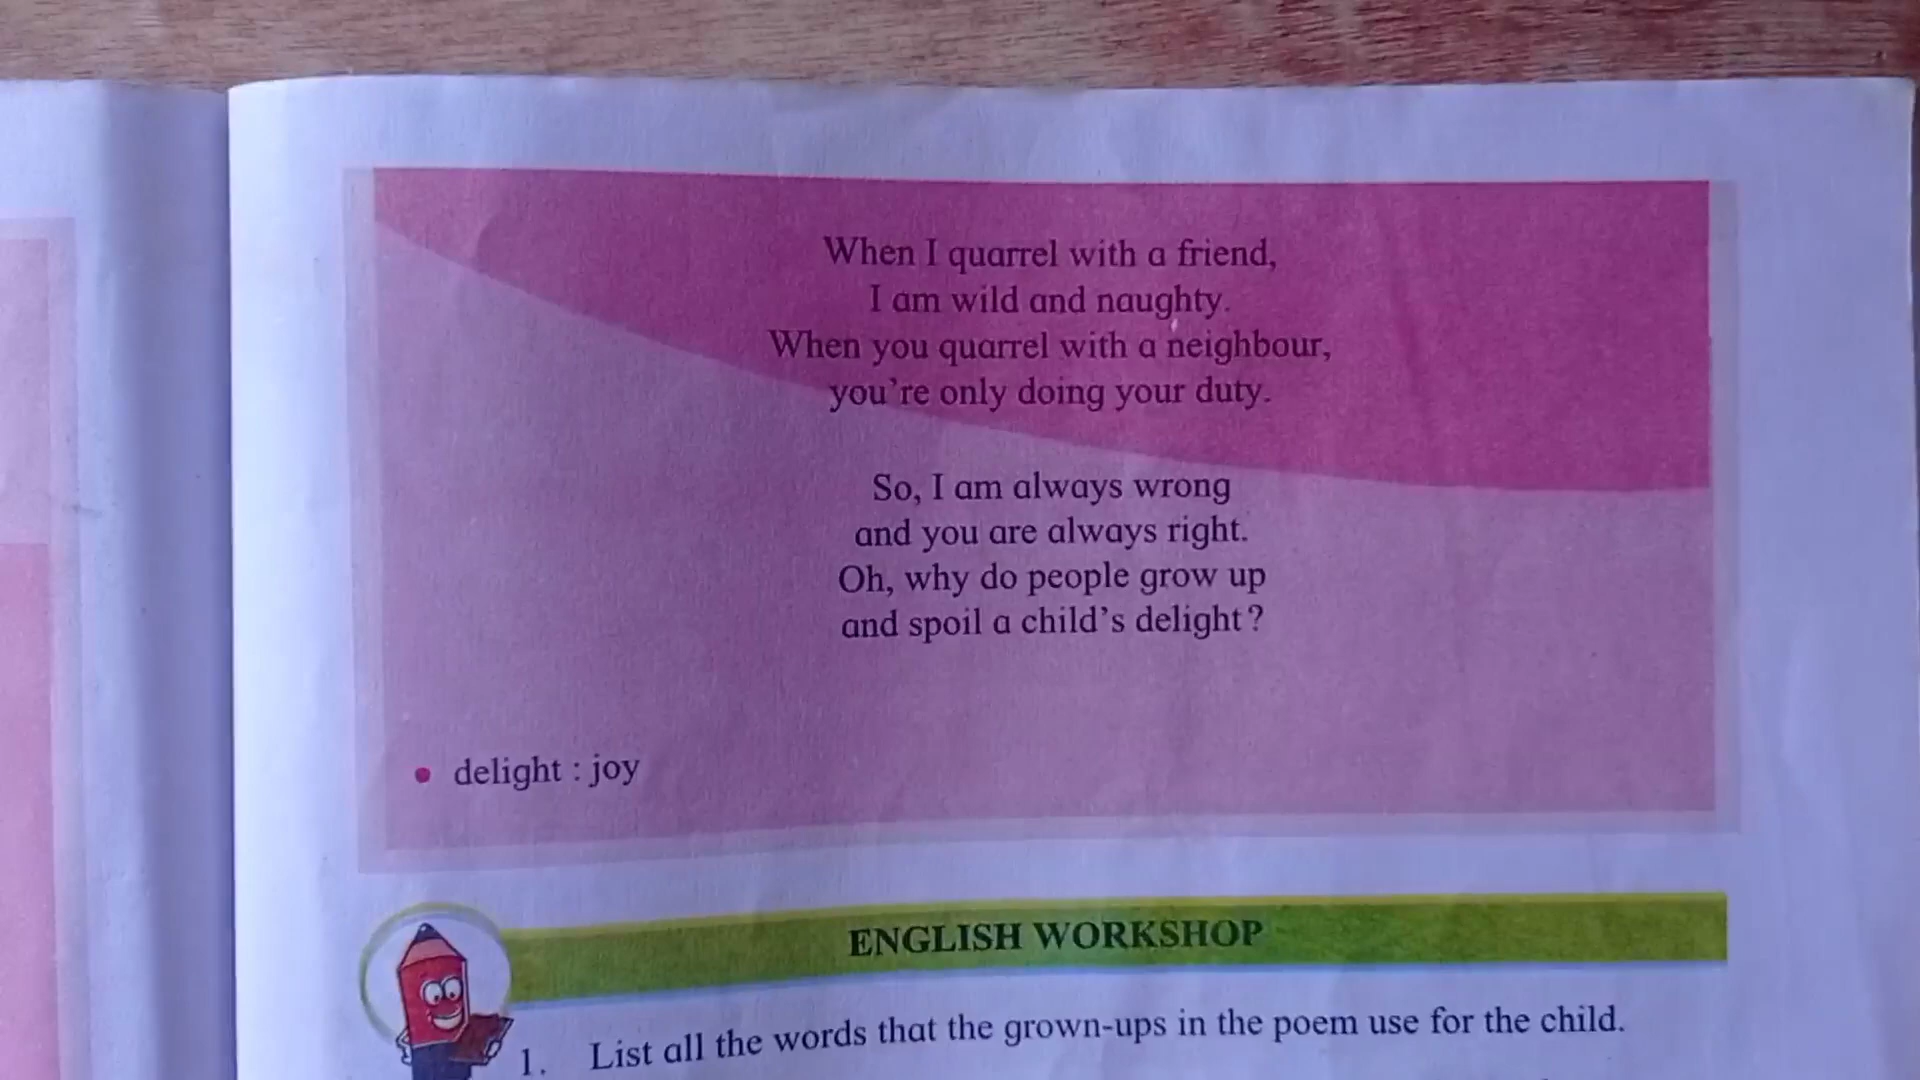 When I quarrel with a friend,
I am wild and naughty.
When you quarrel with a neighbour,
you’re only doing your duty.
So, I am always wrong
and you are always right.
Oh, why do people grow up
and spoil a child’s delight?
• delight : joy
ENGLISH WORKSHOP
1. List all the words that the grown-ups in the poem use for the child.